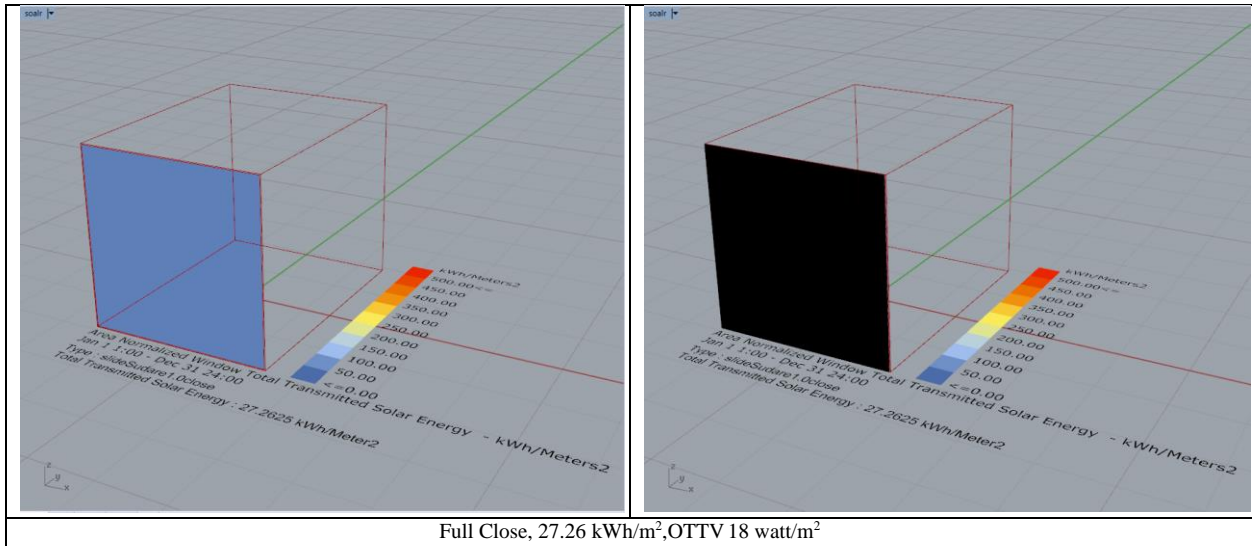 soalr
kWh/Meters2
500.00<=
450.00
400.00
350.00
300.00
250.00
200.00
150.00
100.00
50.00
<=0.00
Area Normalized Window Total Transmitted Solar Energy - kWh/Meters2
Jan 1 1:00 - Dec 31 24:00
Type : slideSudare1.0close
Total Transmitted Solar Energy : 27.2625 kWh/Meter2
z
y
x
soalr
kWh/Meters2
500.00<=
450.00
400.00
350.00
300.00
250.00
200.00
150.00
100.00
50.00
<=0.00
Area Normalized Window Total Transmitted Solar Energy - kWh/Meters2
Jan 1 1:00 - Dec 31 24:00
Type : slideSudare1.0close
Total Transmitted Solar Energy : 27.2625 kWh/Meter2
z
y
x
Full Close, 27.26 kWh/m²,OTTV 18 watt/m²